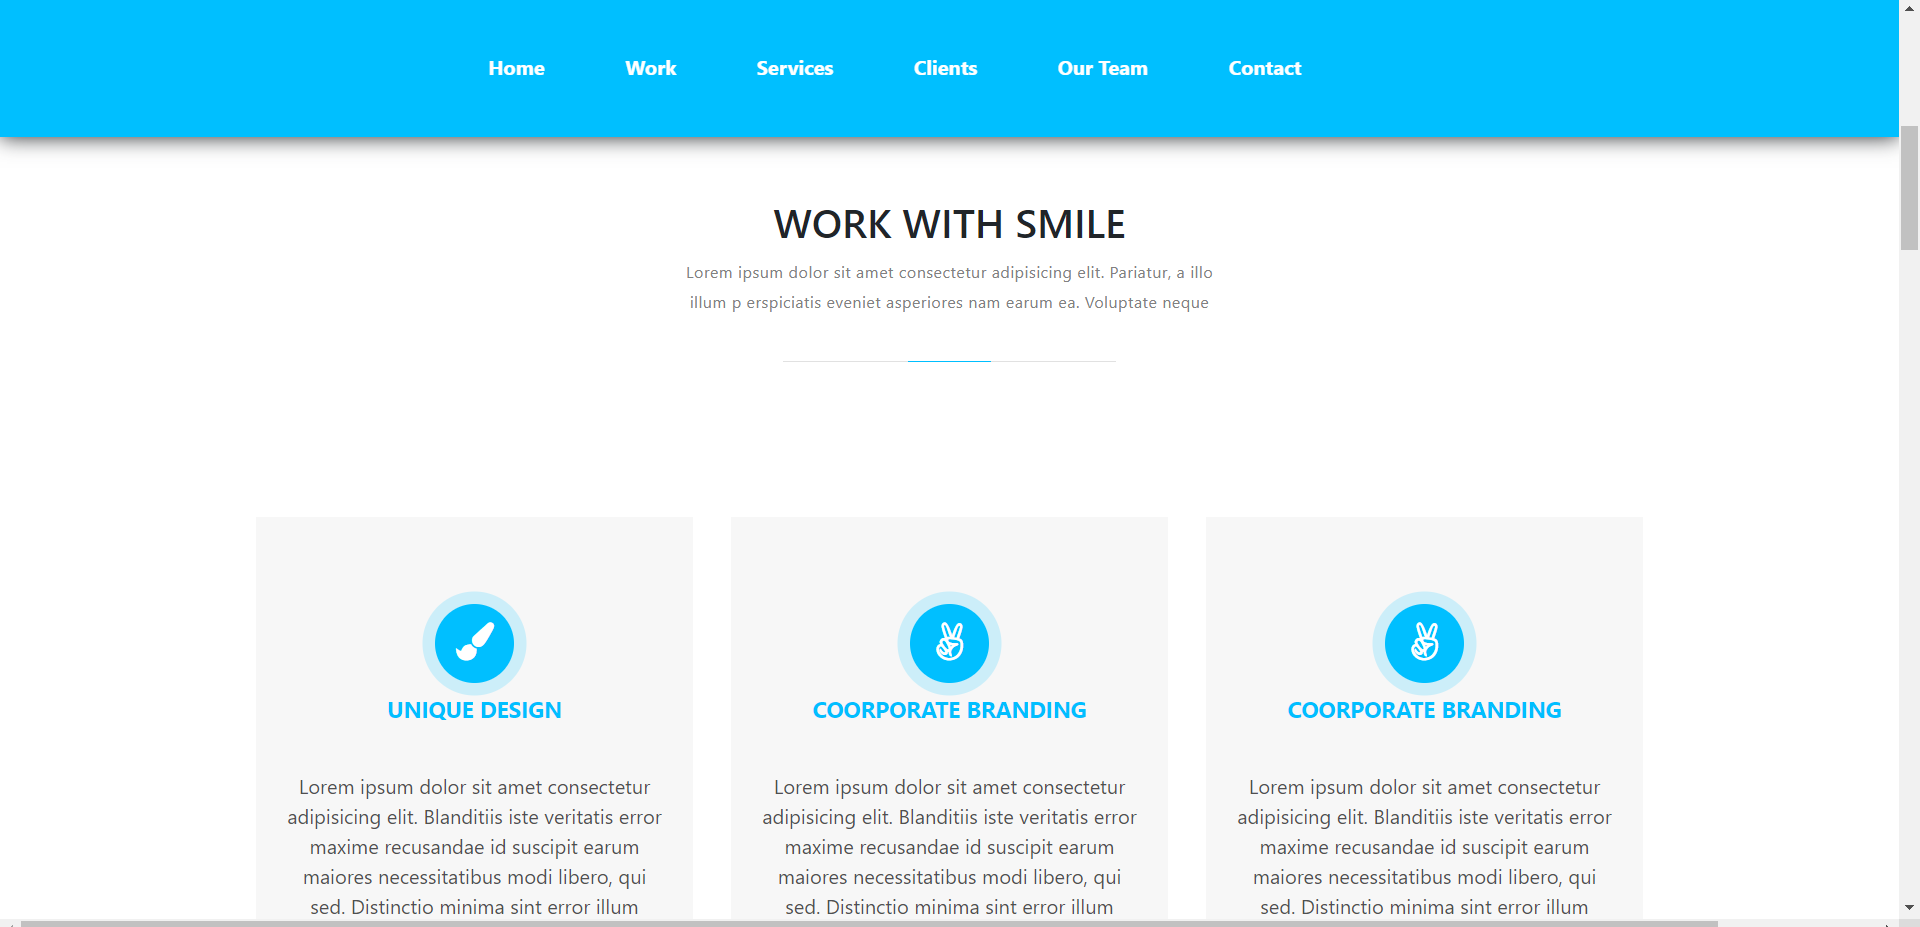 Home Work Services Clients Our Team Contact
WORK WITH SMILE
Lorem ipsum dolor sit amet consectetur adipisicing elit. Pariatur, a illo
illum p erspiciatis eveniet asperiores nam earum ea. Voluptate neque
UNIQUE DESIGN
Lorem ipsum dolor sit amet consectetur
adipisicing elit. Blanditiis iste veritatis error
maxime recusandae id suscipit earum
maiores necessitatibus modi libero, qui
sed. Distinctio minima sint error illum
COORPORATE BRANDING
Lorem ipsum dolor sit amet consectetur
adipisicing elit. Blanditiis iste veritatis error
maxime recusandae id suscipit earum
maiores necessitatibus modi libero, qui
sed. Distinctio minima sint error illum
COORPORATE BRANDING
Lorem ipsum dolor sit amet consectetur
adipisicing elit. Blanditiis iste veritatis error
maxime recusandae id suscipit earum
maiores necessitatibus modi libero, qui
sed. Distinctio minima sint error illum